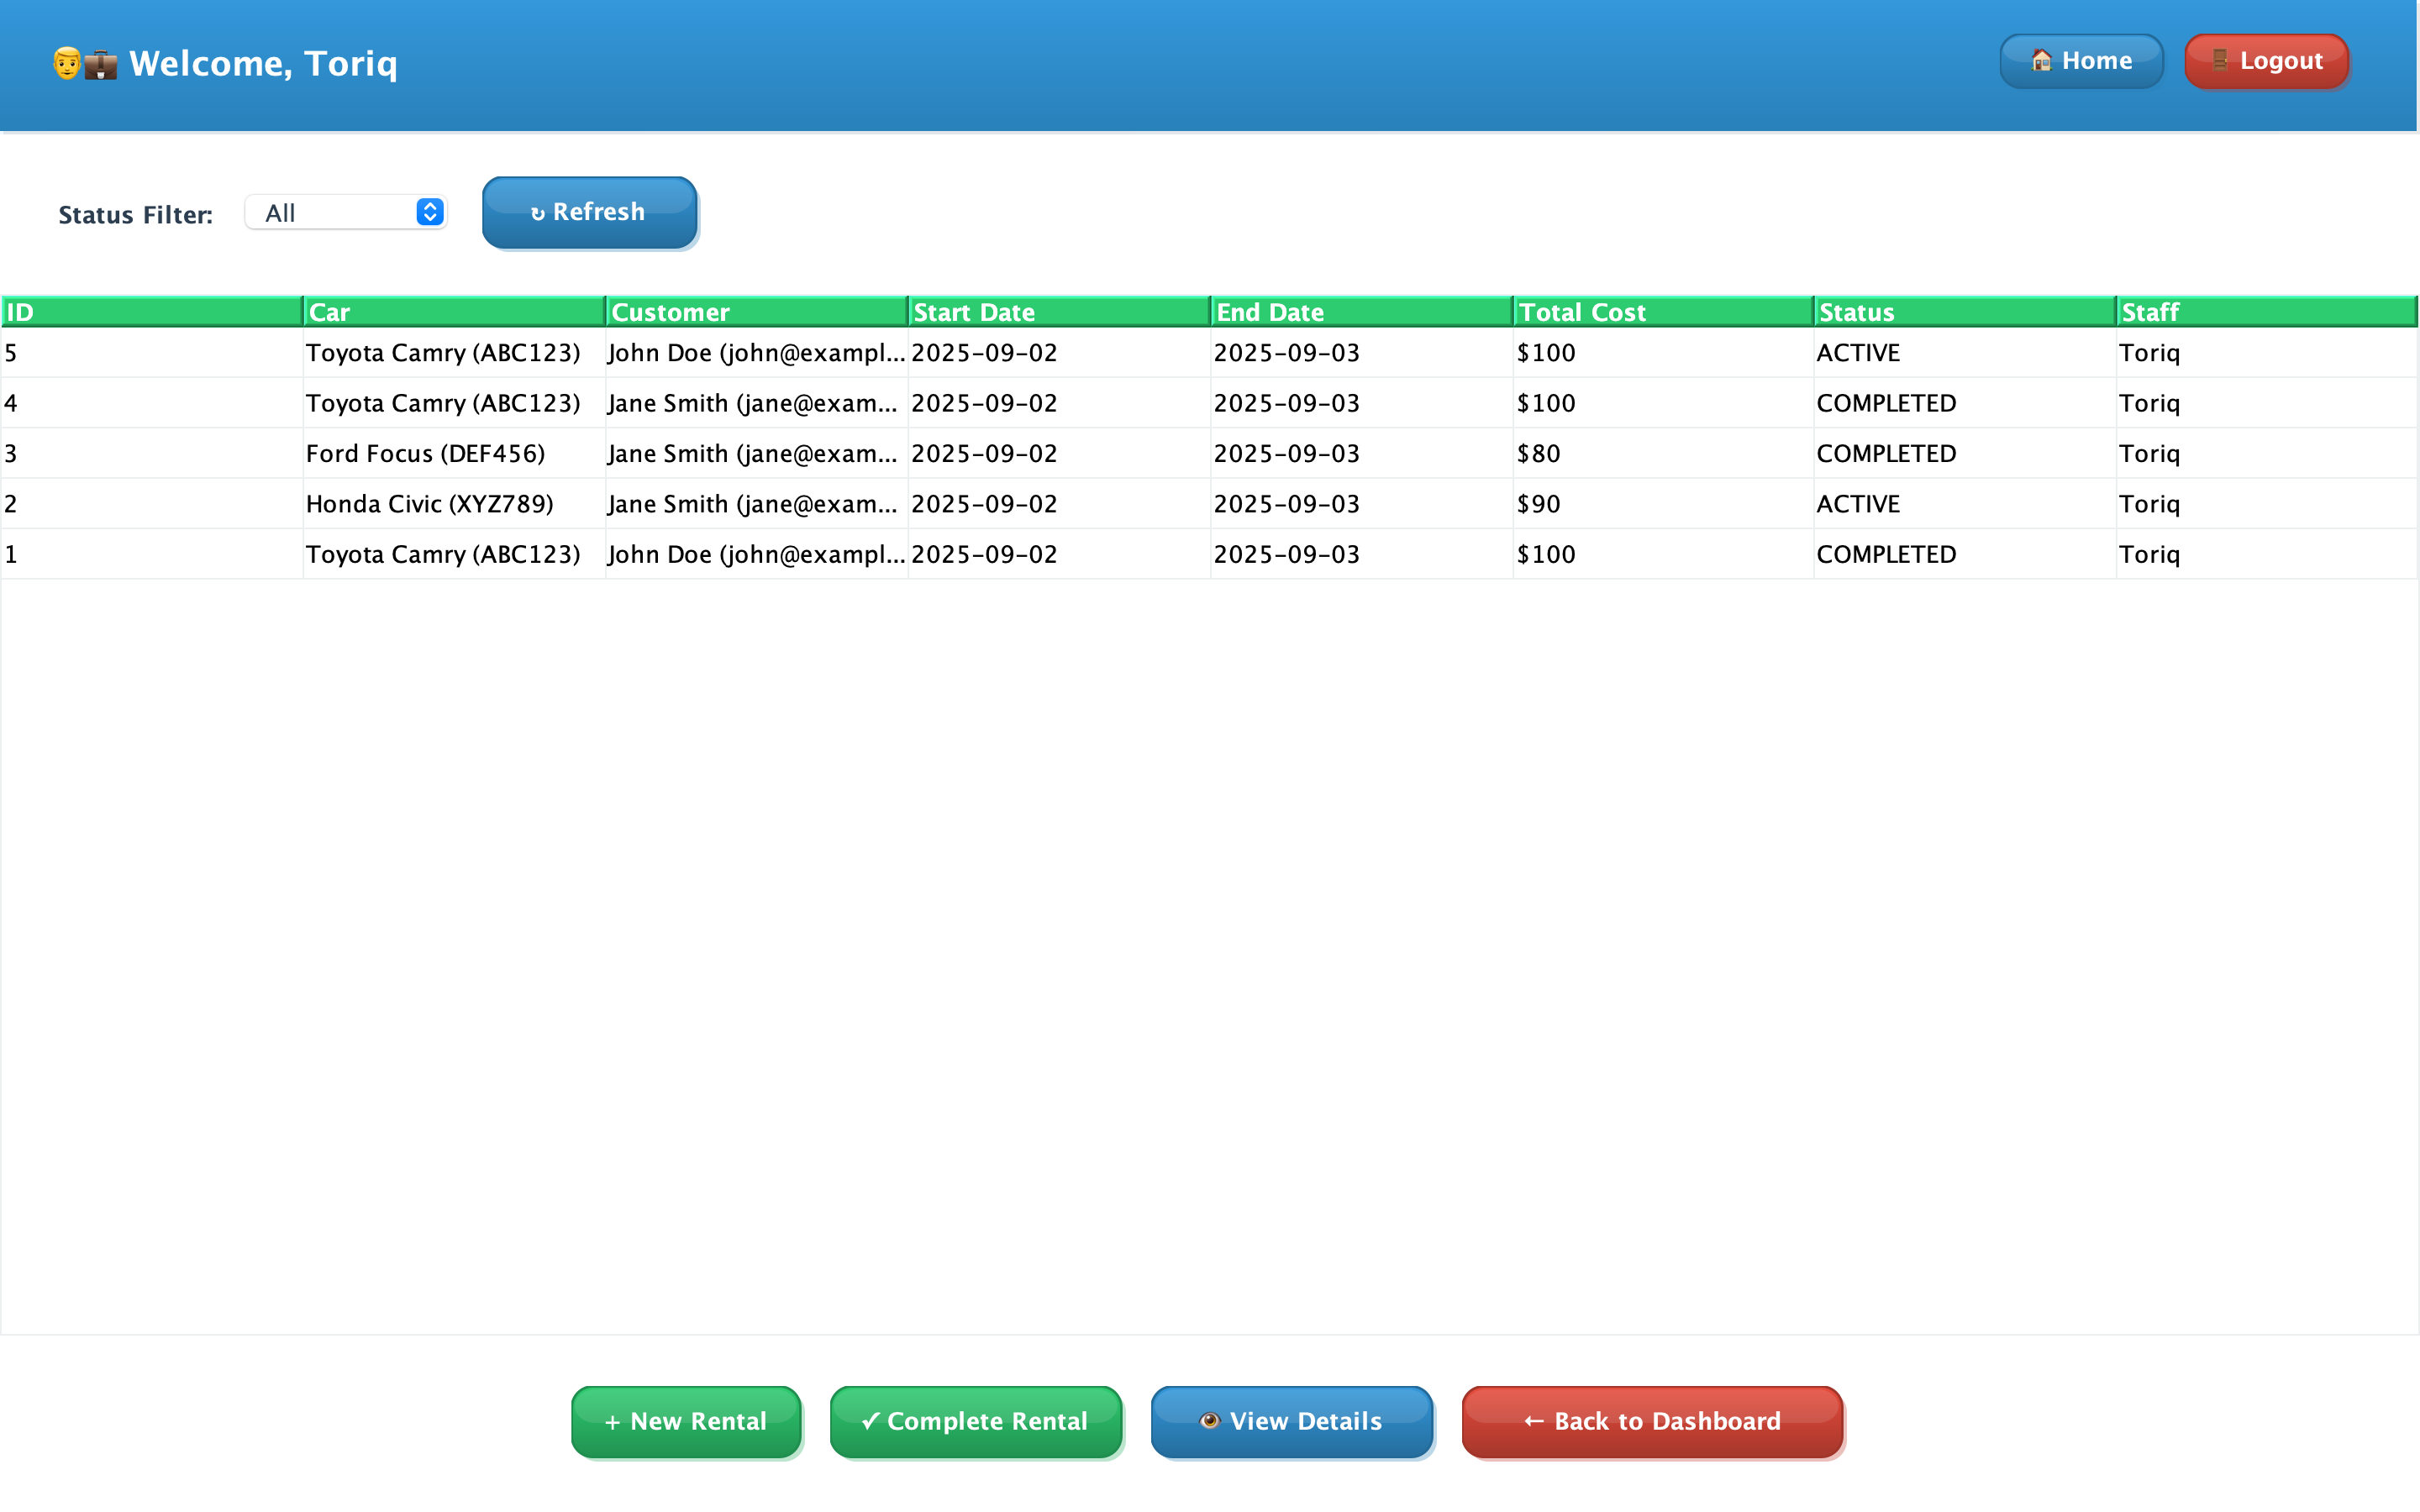 Welcome, Toriq
Home
Logout
Status Filter: All
↻ Refresh
ID Car Customer Start Date End Date Total Cost Status Staff
5 Toyota Camry (ABC123) John Doe (john@exampl... 2025-09-02 2025-09-03 $100 ACTIVE Toriq
4 Toyota Camry (ABC123) Jane Smith (jane@exam... 2025-09-02 2025-09-03 $100 COMPLETED Toriq
3 Ford Focus (DEF456) Jane Smith (jane@exam... 2025-09-02 2025-09-03 $80 COMPLETED Toriq
2 Honda Civic (XYZ789) Jane Smith (jane@exam... 2025-09-02 2025-09-03 $90 ACTIVE Toriq
1 Toyota Camry (ABC123) John Doe (john@exampl... 2025-09-02 2025-09-03 $100 COMPLETED Toriq
+ New Rental
✓ Complete Rental
View Details
← Back to Dashboard